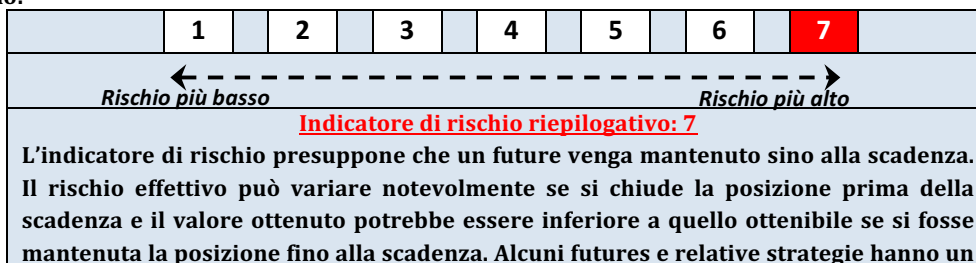 no:
1 2 3 4 5 6 7
Rischio più basso Rischio più alto
Indicatore di rischio riepilogativo: 7
L’indicatore di rischio presuppone che un future venga mantenuto sino alla scadenza.
Il rischio effettivo può variare notevolmente se si chiude la posizione prima della
scadenza e il valore ottenuto potrebbe essere inferiore a quello ottenibile se si fosse
mantenuta la posizione fino alla scadenza. Alcuni futures e relative strategie hanno un